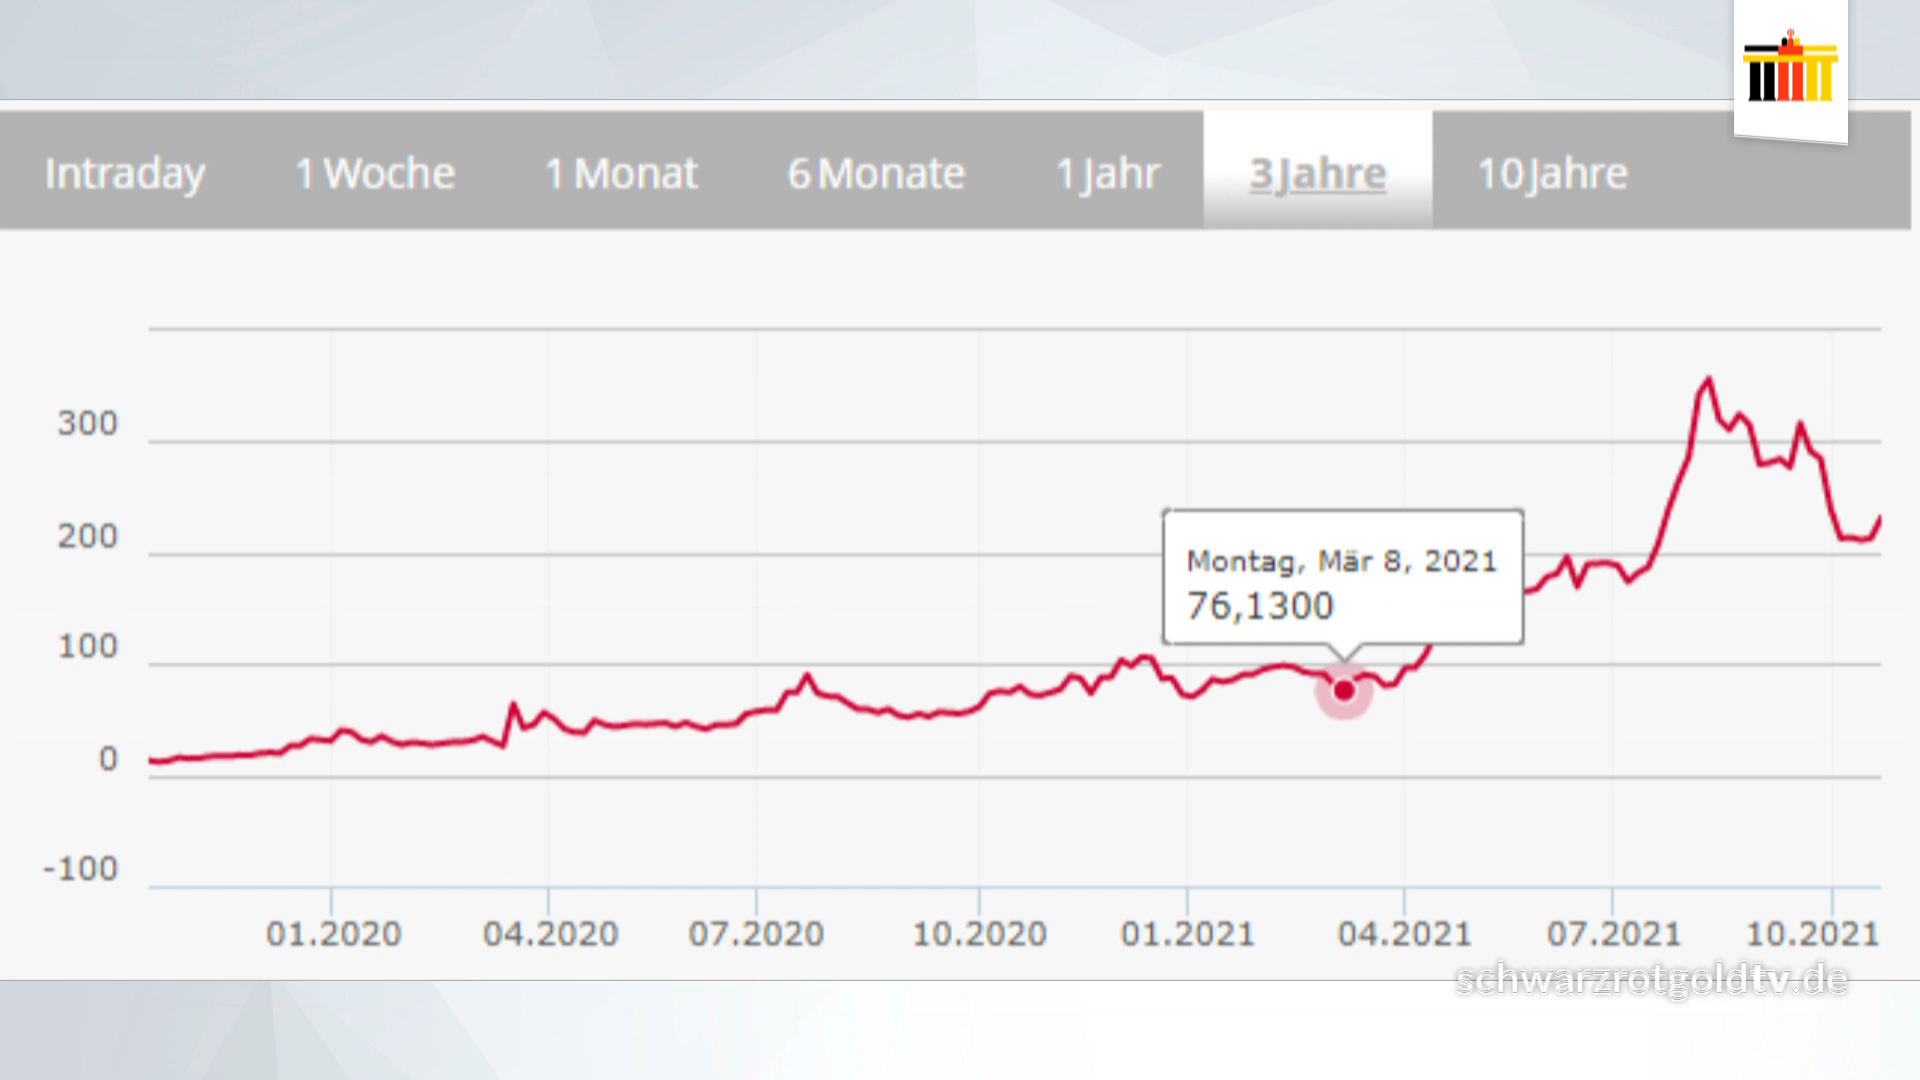 Intraday 1 Woche 1 Monat 6 Monate 1 Jahr 3 Jahre 10 Jahre
300
200
100
0
-100
Montag, Mär 8, 2021
76,1300
01.2020 04.2020 07.2020 10.2020 01.2021 04.2021 07.2021 10.2021
schwarzrotgoldtv.de